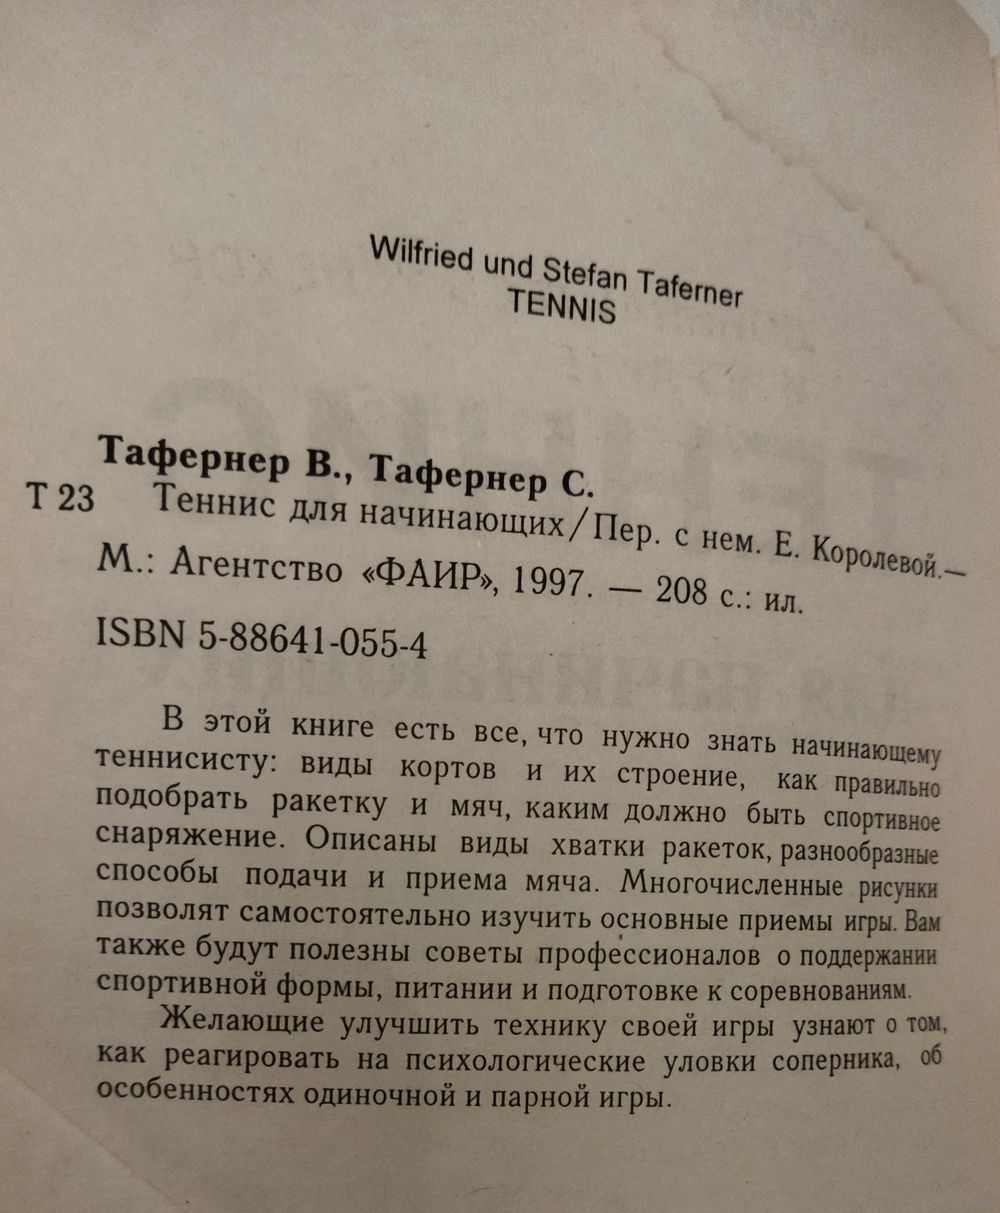 Wilfried und Stefan Taferner
TENNIS
Тафернер В., Тафернер С.
Т 23 Теннис для начинающих/Пер. с нем. Е. Королевой.—
М.: Агентство «ФАИР», 1997. — 208 с.: ил.
ISBN 5-88641-055-4
В этой книге есть все, что нужно знать начинающему
теннисисту: виды кортов и их строение, как правильно
подобрать ракетку и мяч, каким должно быть спортивное
снаряжение. Описаны виды хватки ракеток, разнообразные
способы подачи и приема мяча. Многочисленные рисунки
позволят самостоятельно изучить основные приемы игры. Вам
также будут полезны советы профессионалов о поддержании
спортивной формы, питании и подготовке к соревнованиям.
Желающие улучшить технику своей игры узнают о том,
как реагировать на психологические уловки соперника, об
особенностях одиночной и парной игры.